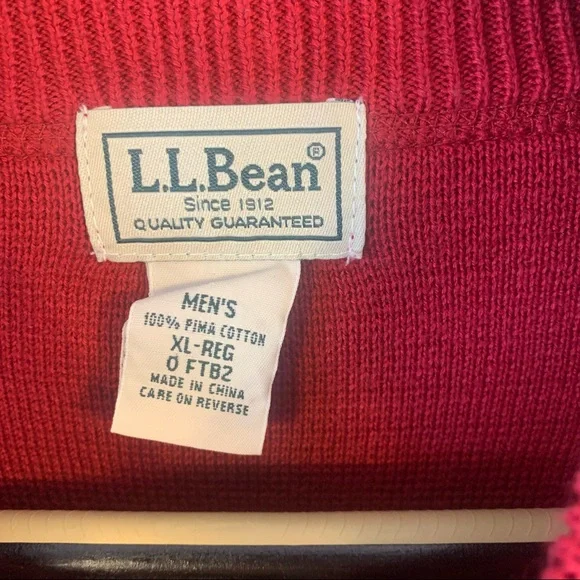 L.L.Bean®
Since 1912
QUALITY GUARANTEED
MEN'S
100% PIMA COTTON
XL-REG
0 FTB2
MADE IN CHINA
CARE ON REVERSE